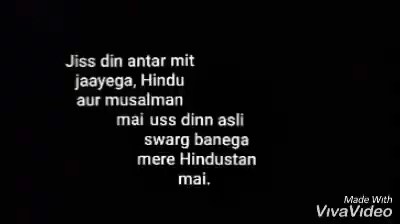 Jiss din antar mit
jaayega, Hindu
aur musalman
mai uss dinn asli
swarg banega
mere Hindustan
mai.
Made With
VivaVideo